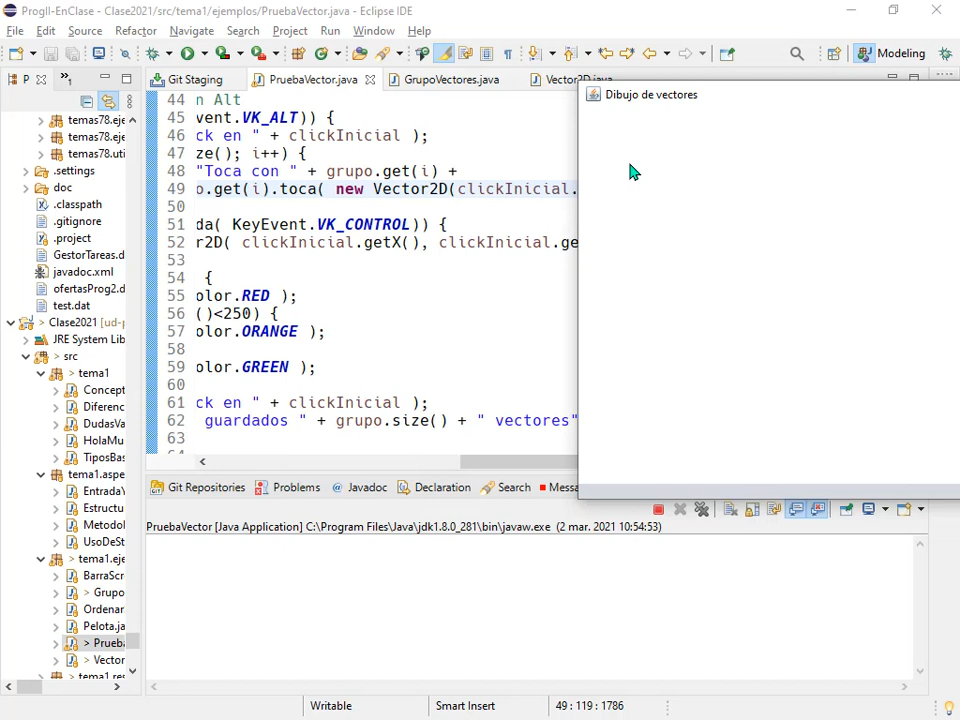 ProgII-EnClase - Clase2021/src/tema1/ejemplos/PruebaVector.java - Eclipse IDE
File Edit Source Refactor Navigate Search Project Run Window Help
Modeling
P
Git Staging
PruebaVector.java
GrupoVectores.java
Vector2D.java
temas78.eje
temas78.eje
temas78.uti
.settings
doc
.classpath
.gitignore
.project
GestorTareas.d
javadoc.xml
ofertasProg2.d
test.dat
> Clase2021 [ud-p
JRE System Lib
> src
> tema1
Concept
Diferenc
DudasVa
HolaMu
TiposBas
tema1.aspe
EntradaY
Estructu
Metodol
UsoDeSt
tema1.eje
BarraScr
> Grupo
Ordenar
Pelota.ja
> Prueb
> Vector
tema1.res
44 n Alt
45 vent.VK_ALT)) {
46 ck en " + clickInicial );
47 ze(); i++) {
48 "Toca con " + grupo.get(i) +
49 o.get(i).toca( new Vector2D(clickInicial.
50
51 da( KeyEvent.VK_CONTROL)) {
52 r2D( clickInicial.getX(), clickInicial.ge
53
54 {
55 olor.RED );
56 ()<250) {
57 olor.ORANGE );
58
59 olor.GREEN );
60
61 ck en " + clickInicial );
62 guardados " + grupo.size() + " vectores"
63
Dibujo de vectores
Git Repositories Problems Javadoc Declaration Search Messa
PruebaVector [Java Application] C:\Program Files\Java\jdk1.8.0_281\bin\javaw.exe (2 mar. 2021 10:54:53)
Writable Smart Insert 49 : 119 : 1786